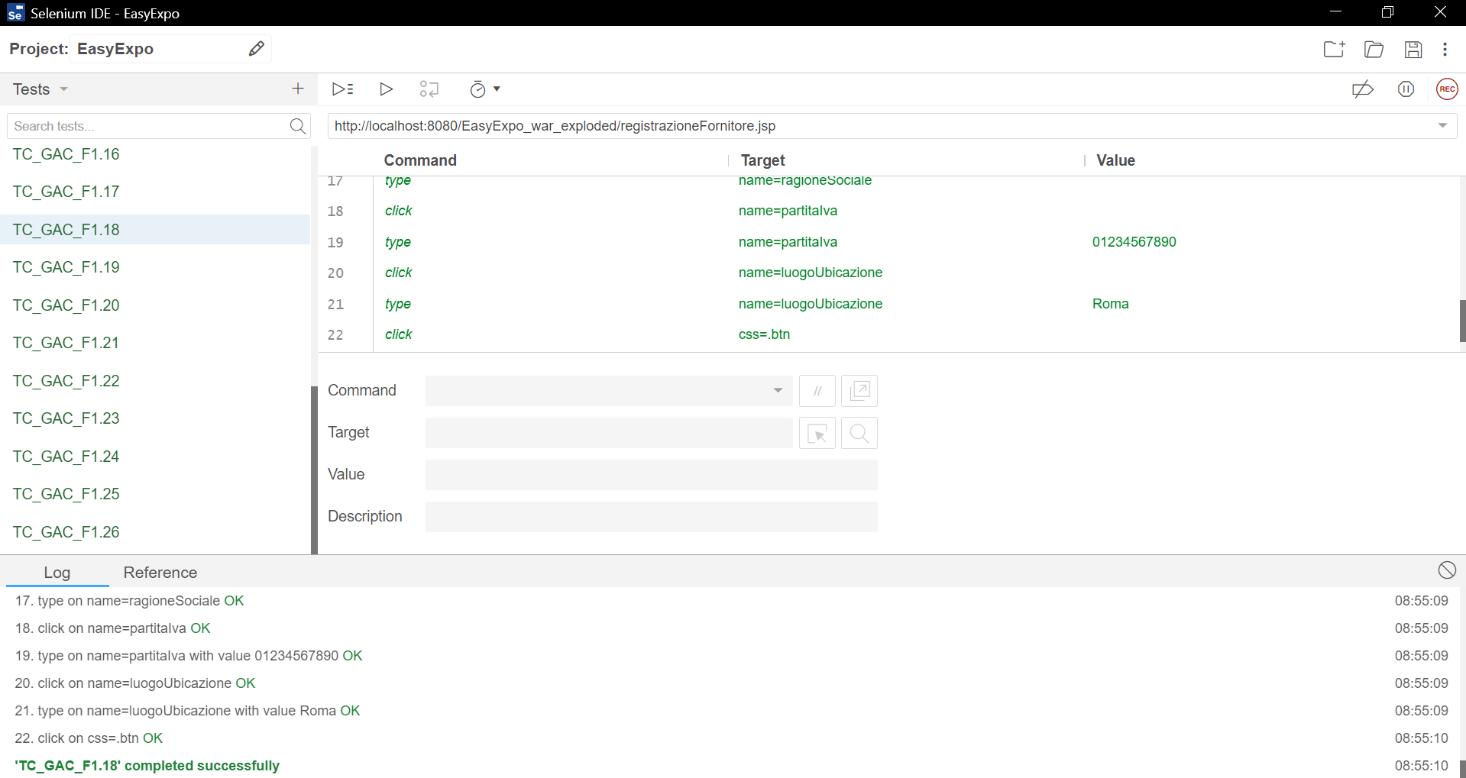 Selenium IDE - EasyExpo
Project: EasyExpo
Tests
REC
Search tests...
http://localhost:8080/EasyExpo_war_exploded/registrazioneFornitore.jsp
TC_GAC_F1.16
TC_GAC_F1.17
TC_GAC_F1.18
TC_GAC_F1.19
TC_GAC_F1.20
TC_GAC_F1.21
TC_GAC_F1.22
TC_GAC_F1.23
TC_GAC_F1.24
TC_GAC_F1.25
TC_GAC_F1.26
Command Target Value
17 type name=ragioneSociale
18 click name=partitaIva
19 type name=partitaIva 01234567890
20 click name=luogoUbicazione
21 type name=luogoUbicazione Roma
22 click css=.btn
Command //
Target
Value
Description
Log Reference
17. type on name=ragioneSociale OK 08:55:09
18. click on name=partitaIva OK 08:55:09
19. type on name=partitaIva with value 01234567890 OK 08:55:09
20. click on name=luogoUbicazione OK 08:55:09
21. type on name=luogoUbicazione with value Roma OK 08:55:09
22. click on css=.btn OK 08:55:10
'TC_GAC_F1.18' completed successfully 08:55:10